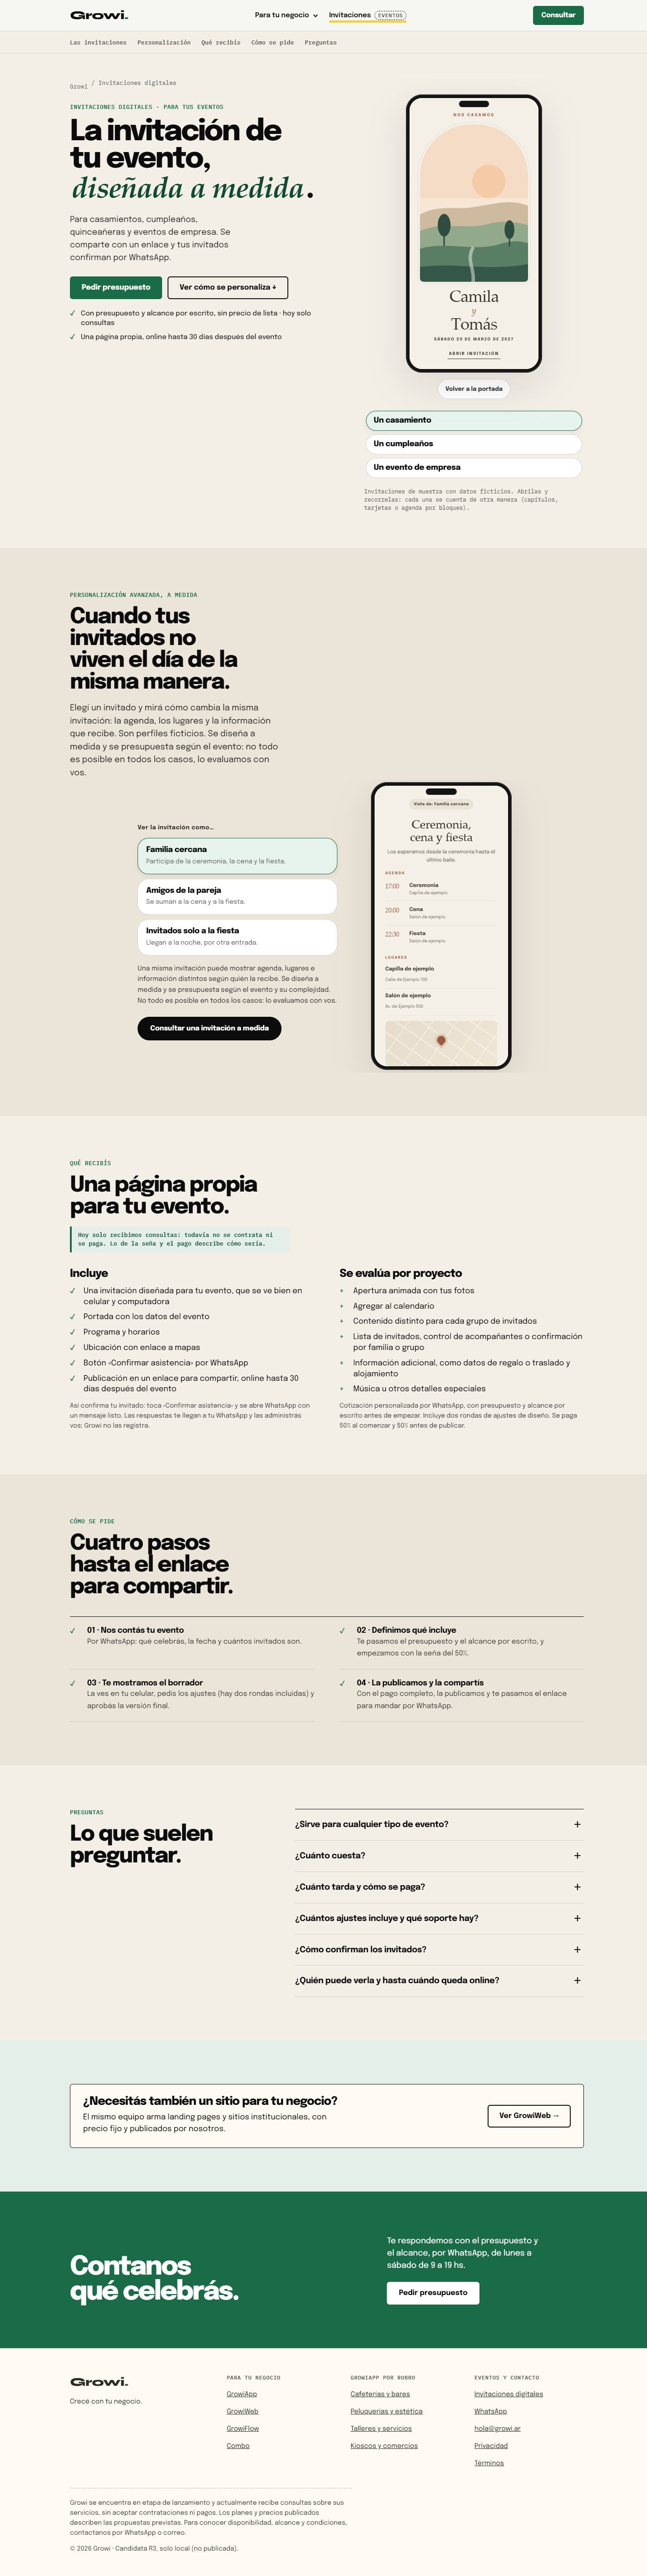 Growi.
Para tu negocio
Invitaciones EVENTOS
Consultar
Las invitaciones
Personalización
Qué recibís
Cómo se pide
Preguntas
Growi / Invitaciones digitales
INVITACIONES DIGITALES · PARA TUS EVENTOS
La invitación de
tu evento,
diseñada a medida.
Para casamientos, cumpleaños,
quinceañeras y eventos de empresa. Se
comparte con un enlace y tus invitados
confirman por WhatsApp.
Pedir presupuesto
Ver cómo se personaliza ↓
✓ Con presupuesto y alcance por escrito, sin precio de lista · hoy solo
consultas
✓ Una página propia, online hasta 30 días después del evento
NOS CASAMOS
Camila
y
Tomás
SÁBADO 20 DE MARZO DE 2027
ABRIR INVITACIÓN
Volver a la portada
Un casamiento
Un cumpleaños
Un evento de empresa
Invitaciones de muestra con datos ficticios. Abrilas y
recorrelas: cada una se cuenta de otra manera (capítulos,
tarjetas o agenda por bloques).
PERSONALIZACIÓN AVANZADA, A MEDIDA
Cuando tus
invitados no
viven el día de la
misma manera.
Elegí un invitado y mirá cómo cambia la misma
invitación: la agenda, los lugares y la información
que recibe. Son perfiles ficticios. Se diseña a
medida y se presupuesta según el evento: no todo
es posible en todos los casos, lo evaluamos con
vos.
Ver la invitación como…
Familia cercana
Participa de la ceremonia, la cena y la fiesta.
Amigos de la pareja
Se suman a la cena y a la fiesta.
Invitados solo a la fiesta
Llegan a la noche, por otra entrada.
Una misma invitación puede mostrar agenda, lugares e
información distintos según quién la recibe. Se diseña a
medida y se presupuesta según el evento y su complejidad.
No todo es posible en todos los casos: lo evaluamos con vos.
Consultar una invitación a medida
Vista de: Familia cercana
Ceremonia,
cena y fiesta
Los esperamos desde la ceremonia hasta el
último baile.
AGENDA
17:00 Ceremonia
Capilla de ejemplo
20:00 Cena
Salón de ejemplo
22:30 Fiesta
Salón de ejemplo
LUGARES
Capilla de ejemplo
Calle de Ejemplo 100
Salón de ejemplo
Av. de Ejemplo 500
QUÉ RECIBÍS
Una página propia
para tu evento.
Hoy solo recibimos consultas: todavía no se contrata ni
se paga. Lo de la seña y el pago describe cómo sería.
Incluye
✓ Una invitación diseñada para tu evento, que se ve bien en
celular y computadora
✓ Portada con los datos del evento
✓ Programa y horarios
✓ Ubicación con enlace a mapas
✓ Botón «Confirmar asistencia» por WhatsApp
✓ Publicación en un enlace para compartir, online hasta 30
días después del evento
Así confirma tu invitado: toca «Confirmar asistencia» y se abre WhatsApp con
un mensaje listo. Las respuestas te llegan a tu WhatsApp y las administrás
vos; Growi no las registra.
Se evalúa por proyecto
+ Apertura animada con tus fotos
+ Agregar al calendario
+ Contenido distinto para cada grupo de invitados
+ Lista de invitados, control de acompañantes o confirmación
por familia o grupo
+ Información adicional, como datos de regalo o traslado y
alojamiento
+ Música u otros detalles especiales
Cotización personalizada por WhatsApp, con presupuesto y alcance por
escrito antes de empezar. Incluye dos rondas de ajustes de diseño. Se paga
50% al comenzar y 50% antes de publicar.
CÓMO SE PIDE
Cuatro pasos
hasta el enlace
para compartir.
✓ 01 · Nos contás tu evento
Por WhatsApp: qué celebrás, la fecha y cuántos invitados son.
✓ 02 · Definimos qué incluye
Te pasamos el presupuesto y el alcance por escrito, y
empezamos con la seña del 50%.
✓ 03 · Te mostramos el borrador
La ves en tu celular, pedís los ajustes (hay dos rondas incluidas) y
aprobás la versión final.
✓ 04 · La publicamos y la compartís
Con el pago completo, la publicamos y te pasamos el enlace
para mandar por WhatsApp.
PREGUNTAS
Lo que suelen
preguntar.
¿Sirve para cualquier tipo de evento? +
¿Cuánto cuesta? +
¿Cuánto tarda y cómo se paga? +
¿Cuántos ajustes incluye y qué soporte hay? +
¿Cómo confirman los invitados? +
¿Quién puede verla y hasta cuándo queda online? +
¿Necesitás también un sitio para tu negocio?
El mismo equipo arma landing pages y sitios institucionales, con
precio fijo y publicados por nosotros.
Ver GrowiWeb →
Contanos
qué celebrás.
Te respondemos con el presupuesto y
el alcance, por WhatsApp, de lunes a
sábado de 9 a 19 hs.
Pedir presupuesto
Growi.
Crecé con tu negocio.
PARA TU NEGOCIO
GrowiApp
GrowiWeb
GrowiFlow
Combo
GROWIAPP POR RUBRO
Cafeterías y bares
Peluquerías y estética
Talleres y servicios
Kioscos y comercios
EVENTOS Y CONTACTO
Invitaciones digitales
WhatsApp
hola@growi.ar
Privacidad
Términos
Growi se encuentra en etapa de lanzamiento y actualmente recibe consultas sobre sus
servicios, sin aceptar contrataciones ni pagos. Los planes y precios publicados
describen las propuestas previstas. Para conocer disponibilidad, alcance y condiciones,
contactanos por WhatsApp o correo.
© 2026 Growi · Candidata R3, solo local (no publicada).